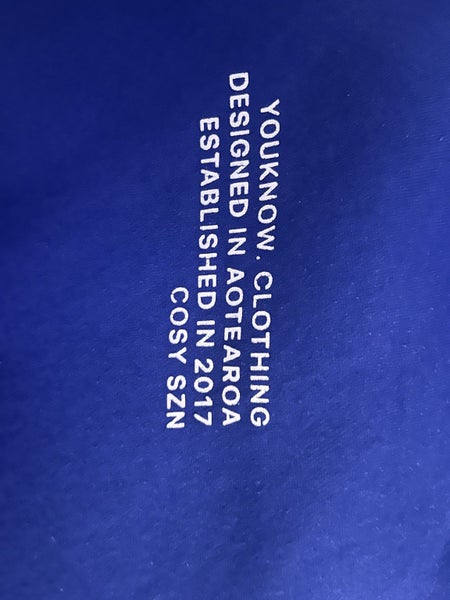 YOUKNOW. CLOTHING
DESIGNED IN AOTEAROA
ESTABLISHED IN 2017
COSY SZN